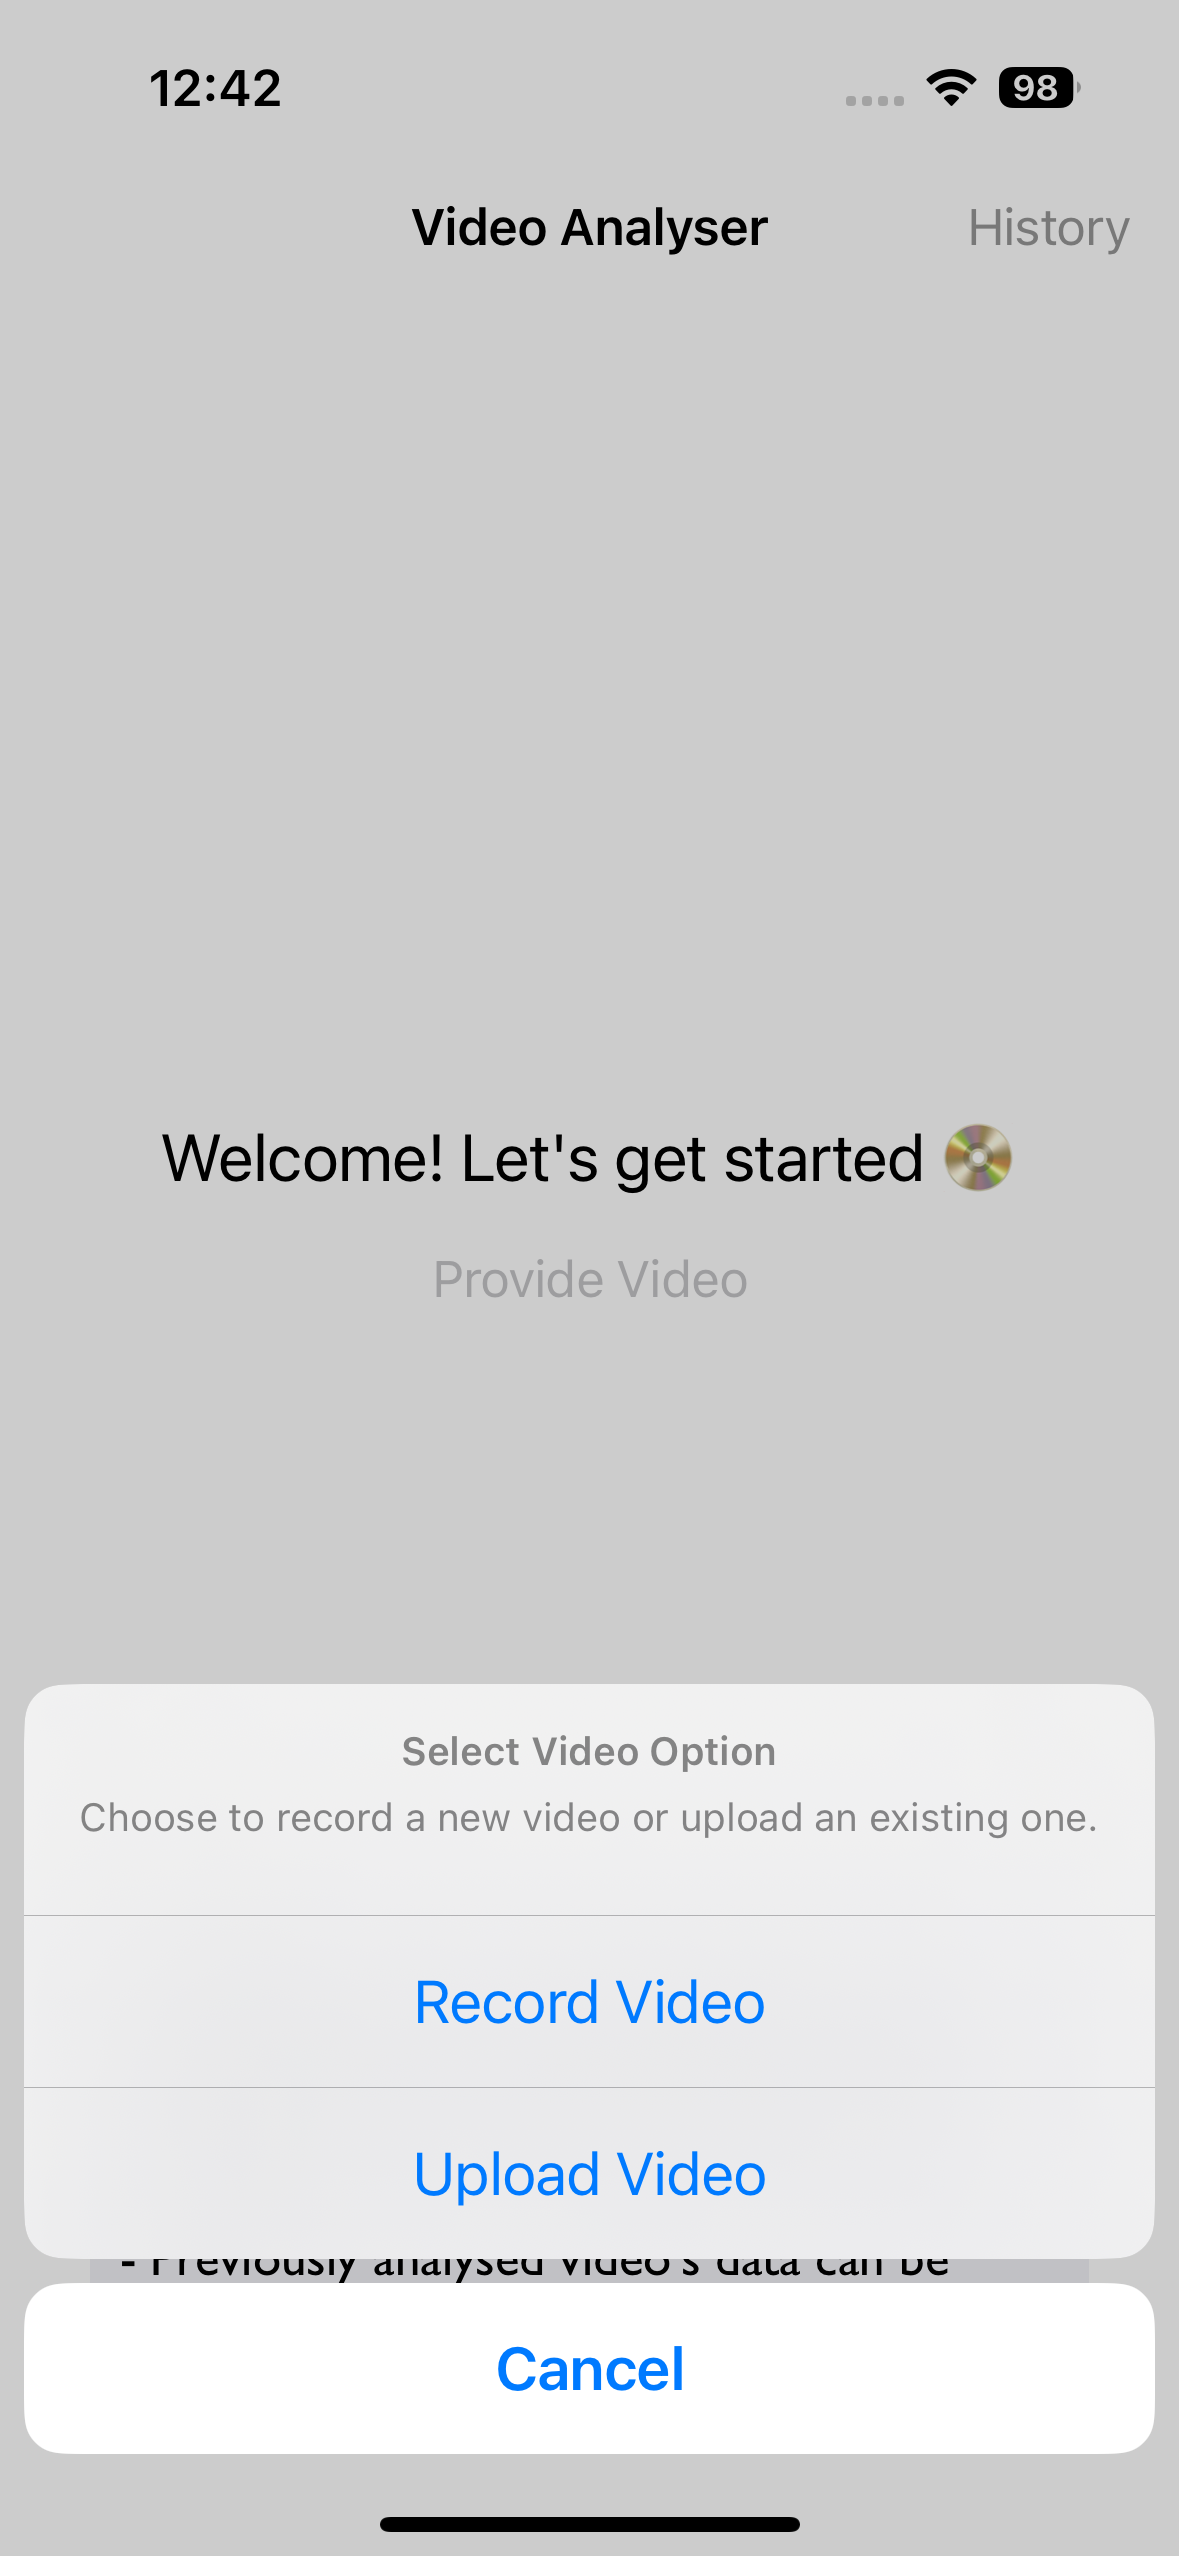 12:42
98
Video Analyser
History
Welcome! Let's get started 💿
Provide Video
Select Video Option
Choose to record a new video or upload an existing one.
Record Video
Upload Video
- Previously analysed video's data can be
Cancel